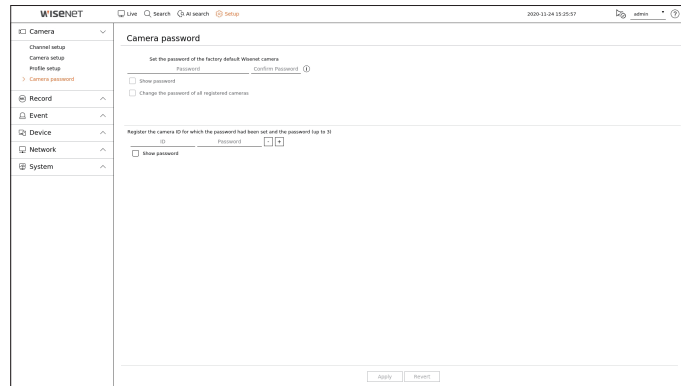 WISENET
Live Search AI search Setup 2020-11-24 15:25:57 admin
Camera
Channel setup
Camera setup
Profile setup
> Camera password
Record
Event
Device
Network
System
Camera password
Set the password of the factory default Wisenet camera
Password Confirm Password
Show password
Change the password of all registered cameras
Register the camera ID for which the password had been set and the password (up to 3)
ID Password - +
Show password
Apply Revert